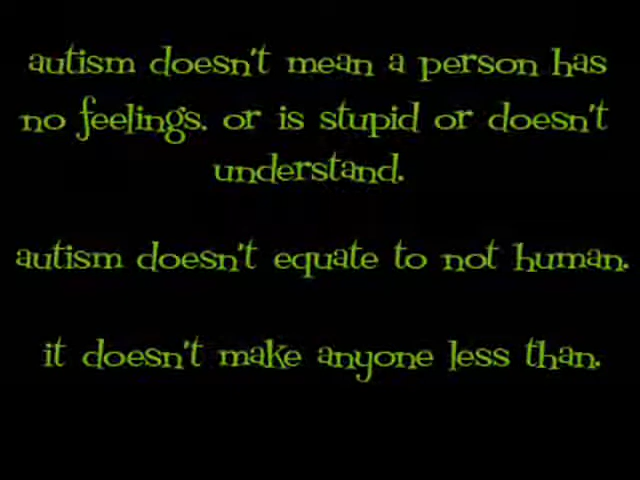 autism doesn't mean a person has
no feelings. or is stupid or doesn't
understand.
autism doesn't equate to not human.
it doesn't make anyone less than.